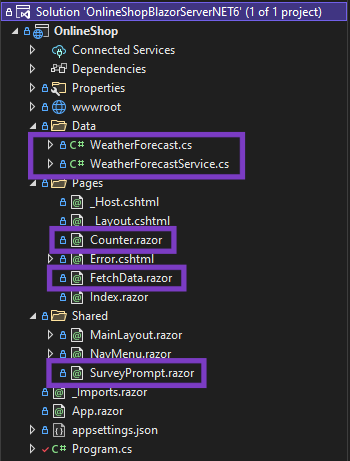 Solution 'OnlineShopBlazorServerNET6' (1 of 1 project)
OnlineShop
Connected Services
Dependencies
Properties
wwwroot
Data
C# WeatherForecast.cs
C# WeatherForecastService.cs
Pages
_Host.cshtml
_Layout.cshtml
Counter.razor
Error.cshtml
FetchData.razor
Index.razor
Shared
MainLayout.razor
NavMenu.razor
SurveyPrompt.razor
_Imports.razor
App.razor
appsettings.json
C# Program.cs